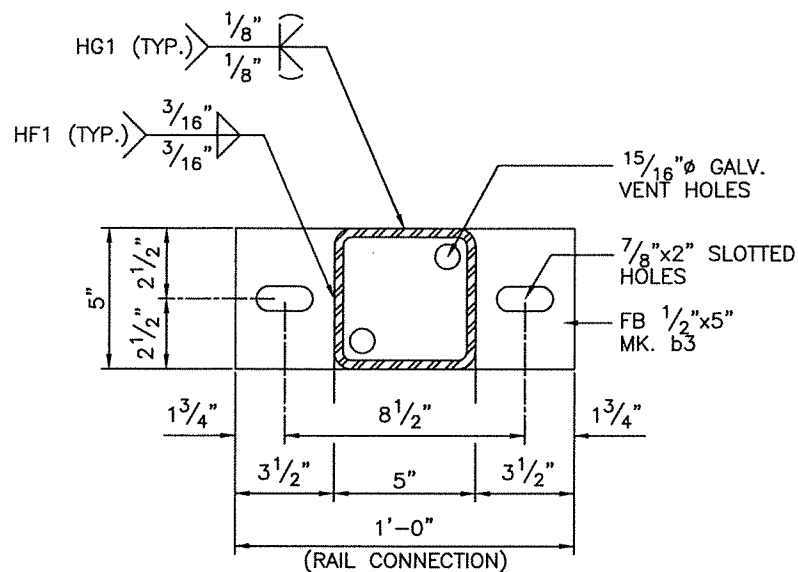 HG1 (TYP.)
1/8"
1/8"
HF1 (TYP.)
3/16"
3/16"
15/16"ø GALV.
VENT HOLES
7/8"x2" SLOTTED
HOLES
FB 1/2"x5"
MK. b3
5"
2 1/2"
2 1/2"
1 3/4"
8 1/2"
1 3/4"
3 1/2"
5"
3 1/2"
1'-0"
(RAIL CONNECTION)